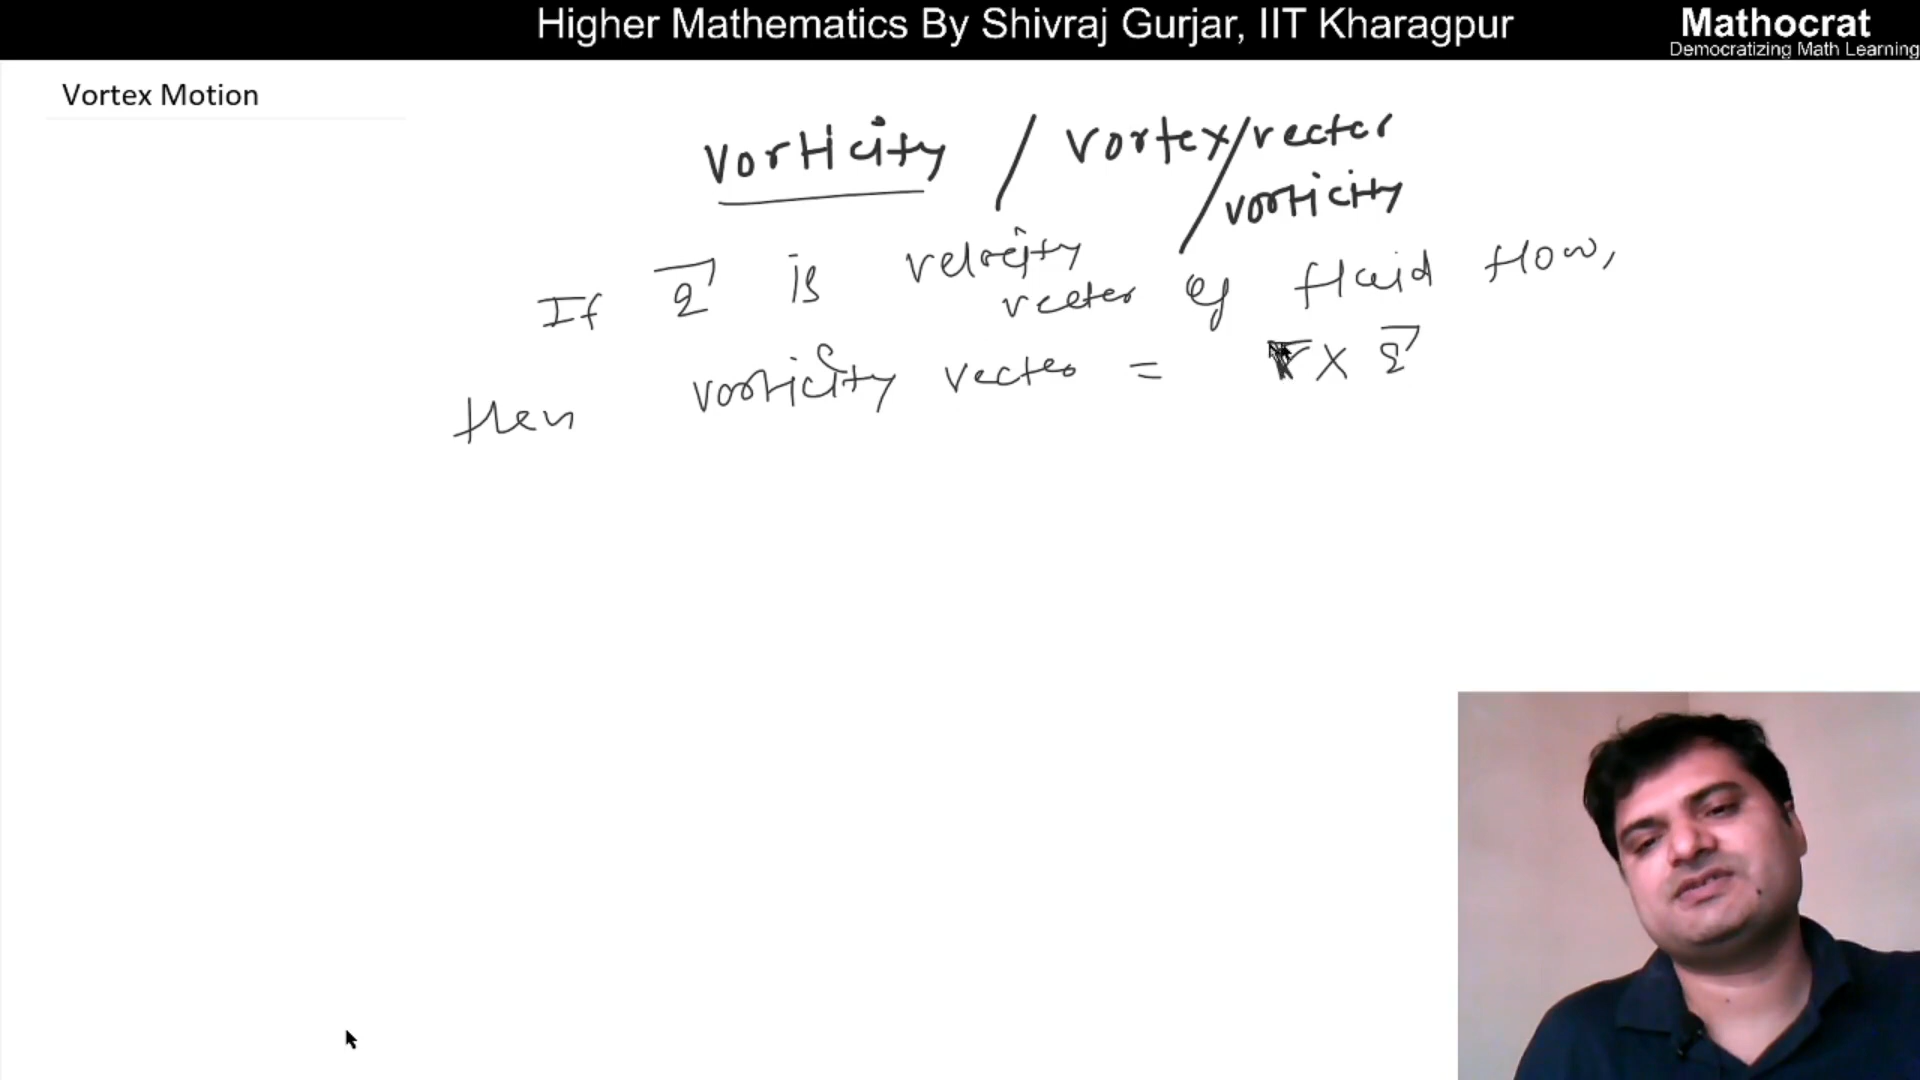 Higher Mathematics By Shivraj Gurjar, IIT Kharagpur
Mathocrat
Democratizing Math Learning
Vortex Motion
Vorticity / vortex/vector
/ vorticity
If q⃗ is velocity vector of fluid flow,
then vorticity vector = ∇ × q⃗